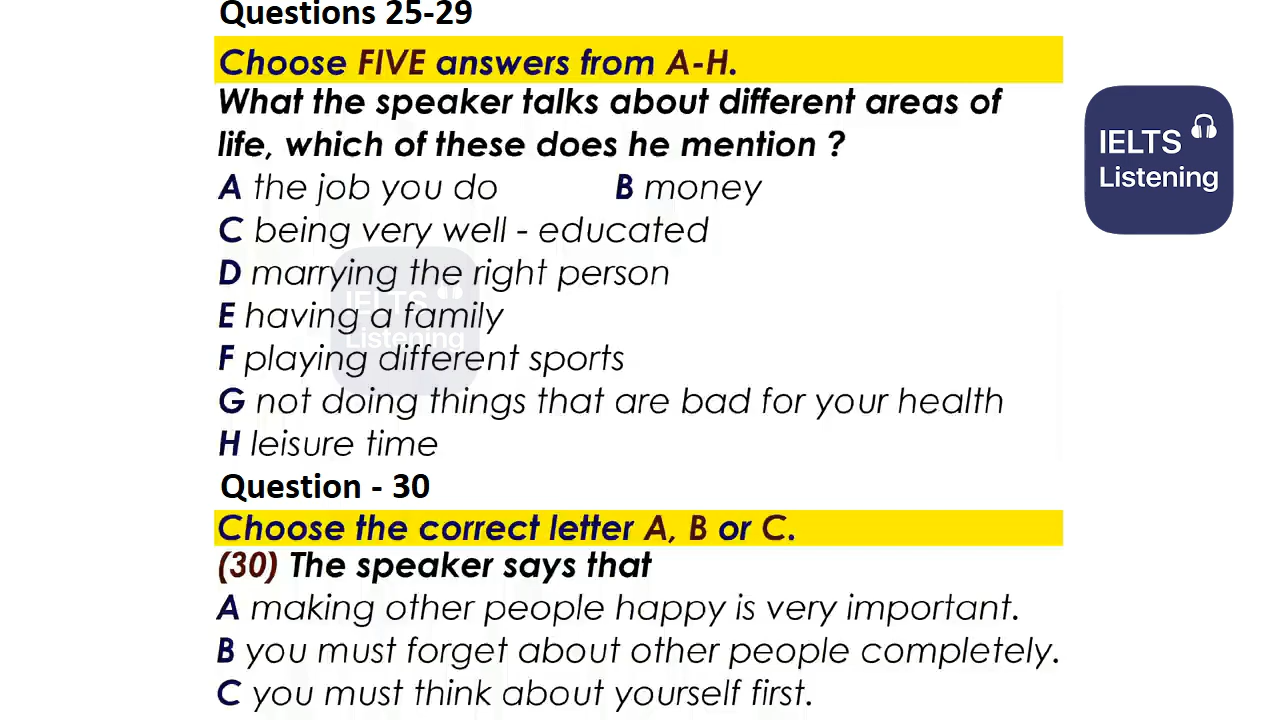 Questions 25-29
Choose FIVE answers from A-H.
What the speaker talks about different areas of
life, which of these does he mention ?
A the job you do B money
C being very well - educated
D marrying the right person
E having a family
F playing different sports
G not doing things that are bad for your health
H leisure time
Question - 30
Choose the correct letter A, B or C.
(30) The speaker says that
A making other people happy is very important.
B you must forget about other people completely.
C you must think about yourself first.
IELTS
Listening
IELTS
Listening